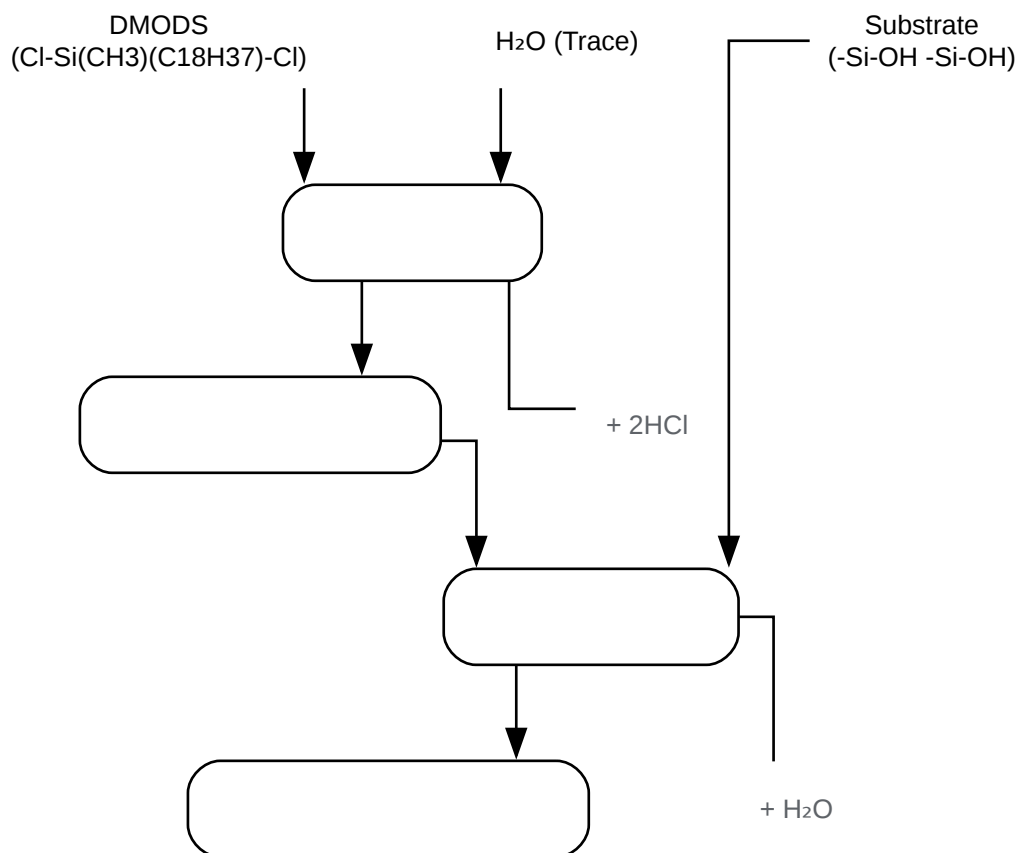 DMODS
(Cl-Si(CH3)(C18H37)-Cl)
H₂O (Trace)
Substrate
(-Si-OH -Si-OH)
+ 2HCl
+ H₂O